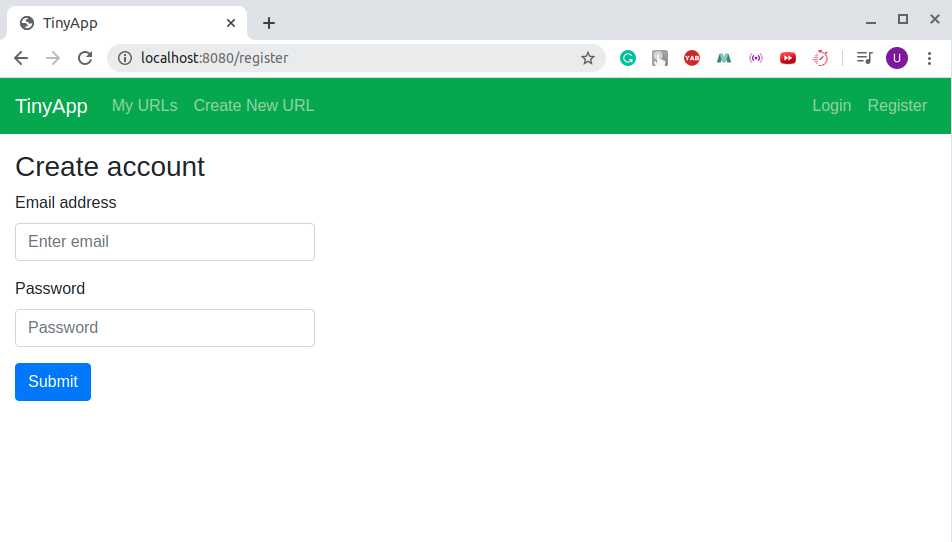 TinyApp
localhost:8080/register
YAB
U
TinyApp My URLs Create New URL Login Register
Create account
Email address
Enter email
Password
Password
Submit